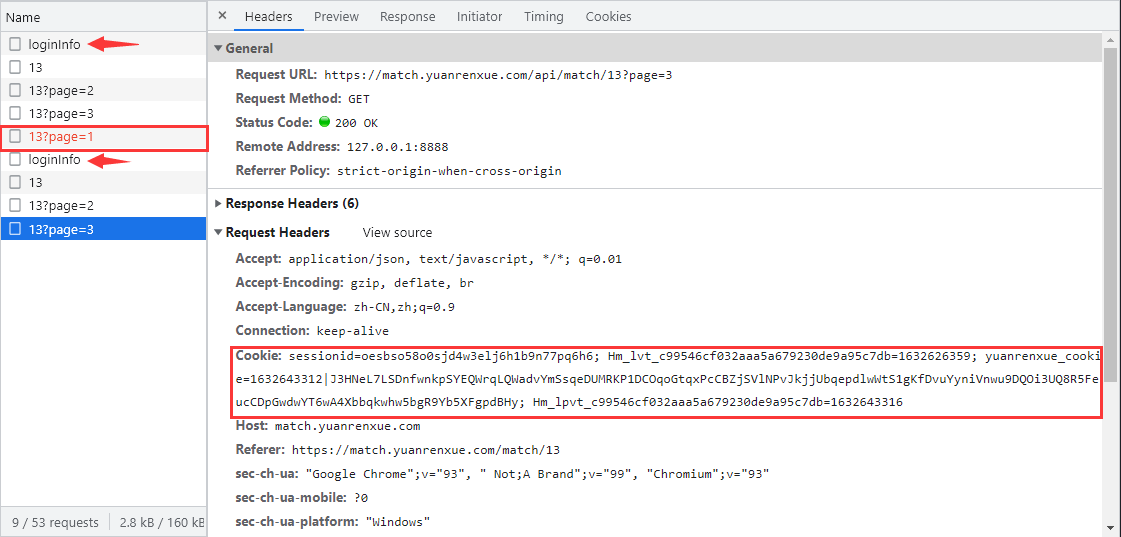 Name
loginInfo
13
13?page=2
13?page=3
13?page=1
loginInfo
13
13?page=2
13?page=3
9 / 53 requests 2.8 kB / 160 kB
× Headers Preview Response Initiator Timing Cookies
General
Request URL: https://match.yuanrenxue.com/api/match/13?page=3
Request Method: GET
Status Code: 200 OK
Remote Address: 127.0.0.1:8888
Referrer Policy: strict-origin-when-cross-origin
Response Headers (6)
Request Headers View source
Accept: application/json, text/javascript, */*; q=0.01
Accept-Encoding: gzip, deflate, br
Accept-Language: zh-CN,zh;q=0.9
Connection: keep-alive
Cookie: sessionid=oesbso58o0sjd4w3elj6h1b9n77pq6h6; Hm_lvt_c99546cf032aaa5a679230de9a95c7db=1632626359; yuanrenxue_cooki
e=1632643312|J3HNeL7LSDnfwnkpSYEQWrqLQWadvYmSsqeDUMRKP1DCOqoGtqxPcCBZjSVlNPvJkjjUbqepdlwWtS1gKfDvuYyniVnwu9DQOi3UQ8R5Fe
ucCDpGwdwYT6wA4Xbbqkwhw5bgR9Yb5XFgpdBHy; Hm_lpvt_c99546cf032aaa5a679230de9a95c7db=1632643316
Host: match.yuanrenxue.com
Referer: https://match.yuanrenxue.com/match/13
sec-ch-ua: "Google Chrome";v="93", " Not;A Brand";v="99", "Chromium";v="93"
sec-ch-ua-mobile: ?0
sec-ch-ua-platform: "Windows"